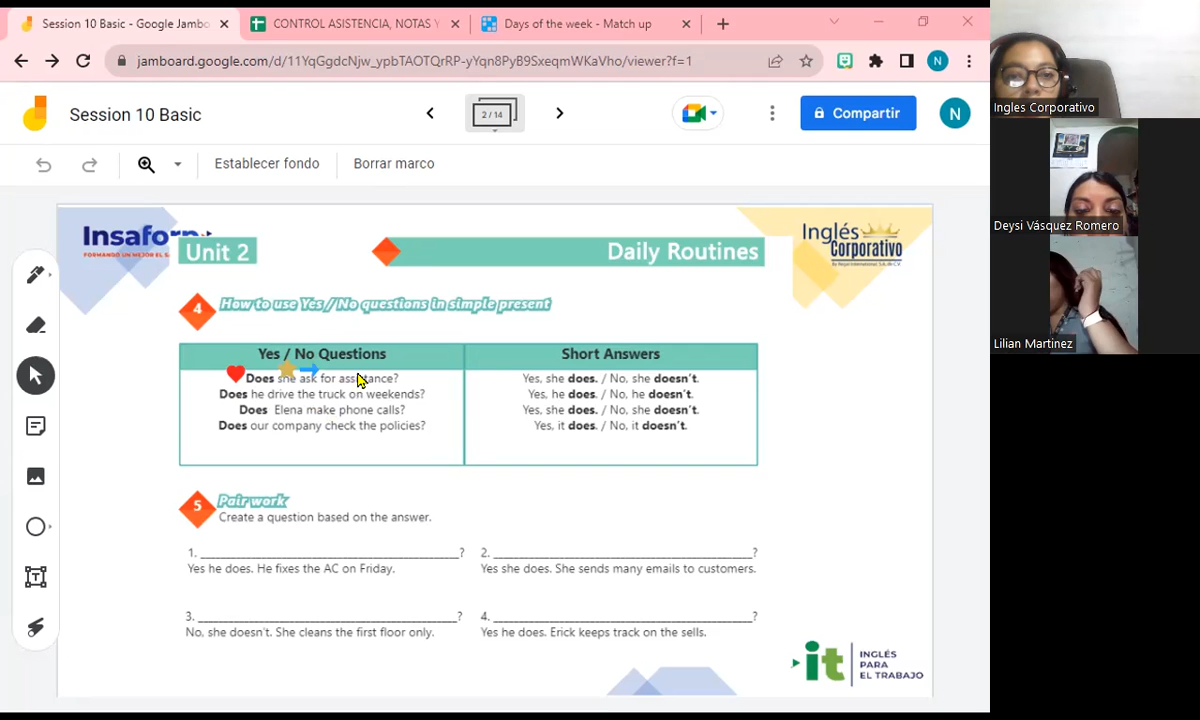 Session 10 Basic - Google Jambo
CONTROL ASISTENCIA, NOTAS Y
Days of the week - Match up
jamboard.google.com/d/11YqGgdcNjw_ypbTAOTQrRP-yYqn8PyB9SxeqmWKaVho/viewer?f=1
N
Session 10 Basic
2 / 14
Compartir
N
Establecer fondo
Borrar marco
Insaforp
FORMANDO UN MEJOR EL S
Unit 2
Daily Routines
Inglés
Corporativo
4
How to use Yes / No questions in simple present
Yes / No Questions
Short Answers
Does she ask for assistance?
Yes, she does. / No, she doesn't.
Does he drive the truck on weekends?
Yes, he does. / No, he doesn't.
Does Elena make phone calls?
Yes, she does. / No, she doesn't.
Does our company check the policies?
Yes, it does. / No, it doesn't.
5
Pair work
Create a question based on the answer.
1. ______________________________?
2. ______________________________?
Yes he does. He fixes the AC on Friday.
Yes she does. She sends many emails to customers.
3. ______________________________?
4. ______________________________?
No, she doesn't. She cleans the first floor only.
Yes he does. Erick keeps track on the sells.
it
INGLÉS
PARA
EL TRABAJO
Ingles Corporativo
Deysi Vásquez Romero
Lilian Martinez